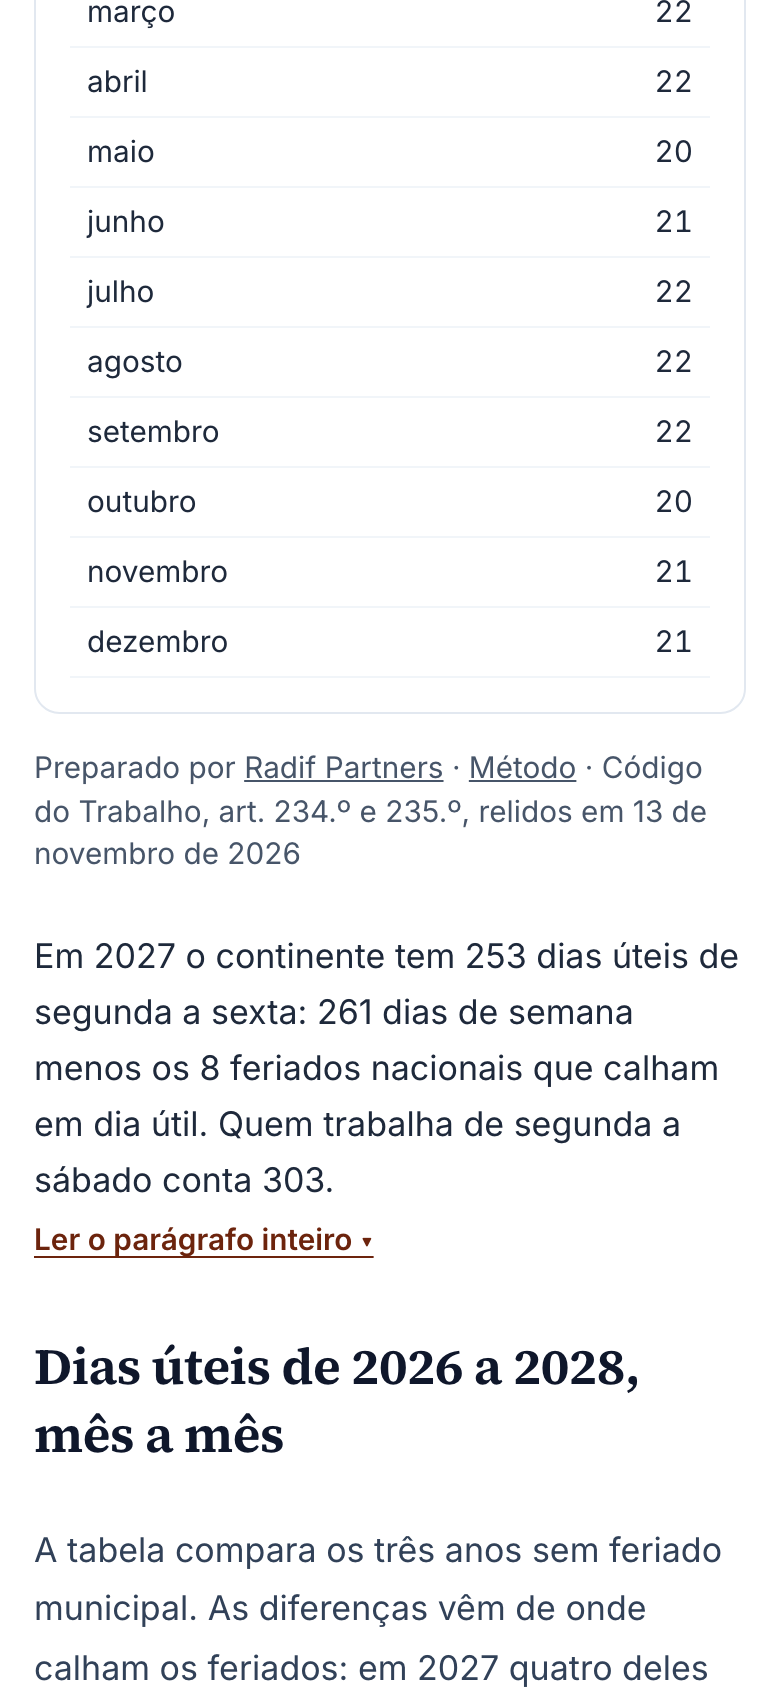 março 22
abril 22
maio 20
junho 21
julho 22
agosto 22
setembro 22
outubro 20
novembro 21
dezembro 21
Preparado por Radif Partners · Método · Código
do Trabalho, art. 234.º e 235.º, relidos em 13 de
novembro de 2026
Em 2027 o continente tem 253 dias úteis de
segunda a sexta: 261 dias de semana
menos os 8 feriados nacionais que calham
em dia útil. Quem trabalha de segunda a
sábado conta 303.
Ler o parágrafo inteiro ▾
Dias úteis de 2026 a 2028,
mês a mês
A tabela compara os três anos sem feriado
municipal. As diferenças vêm de onde
calham os feriados: em 2027 quatro deles